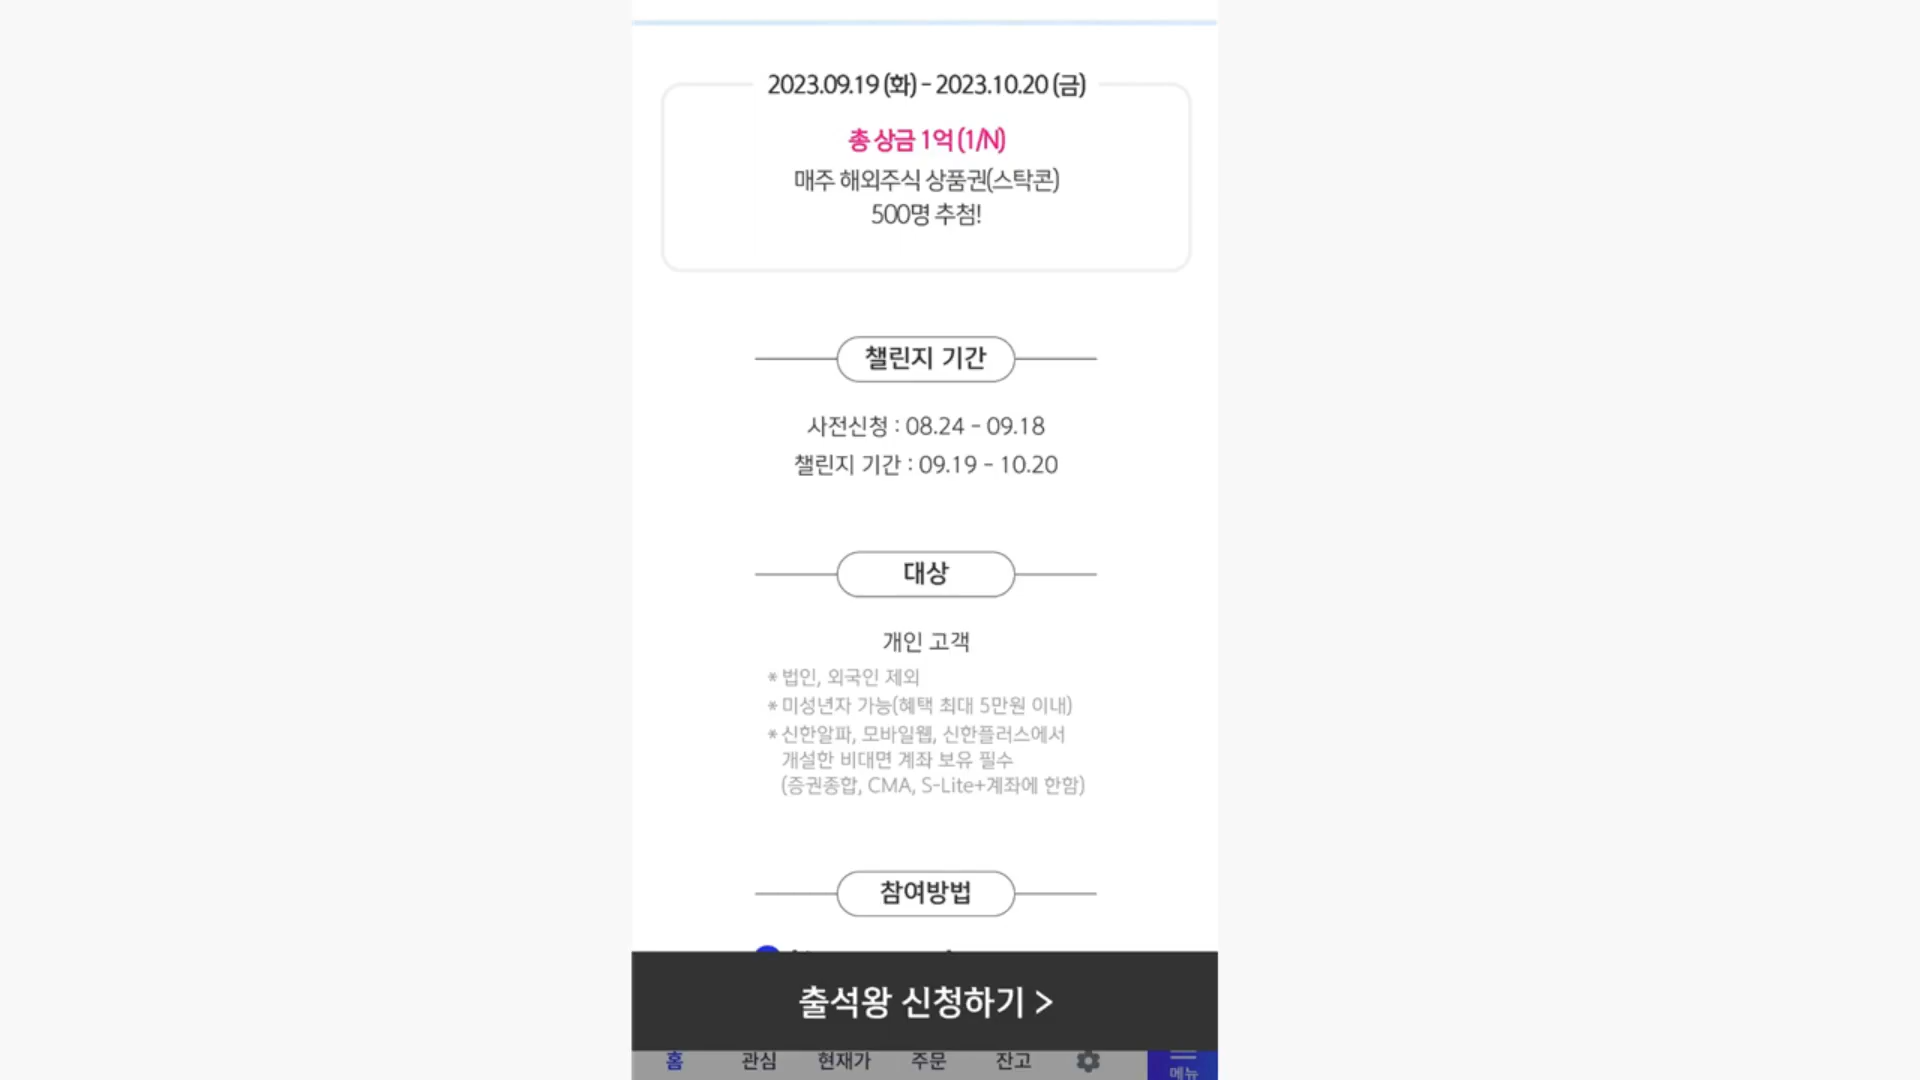 2023.09.19 (화) - 2023.10.20 (금)
총 상금 1억 (1/N)
매주 해외주식 상품권(스탁콘)
500명 추첨!
챌린지 기간
사전신청 : 08.24 - 09.18
챌린지 기간 : 09.19 - 10.20
대상
개인 고객
* 법인, 외국인 제외
* 미성년자 가능(혜택 최대 5만원 이내)
* 신한알파, 모바일웹, 신한플러스에서
개설한 비대면 계좌 보유 필수
(증권종합, CMA, S-Lite+계좌에 한함)
참여방법
출석왕 신청하기 >
홈 관심 현재가 주문 잔고 메뉴